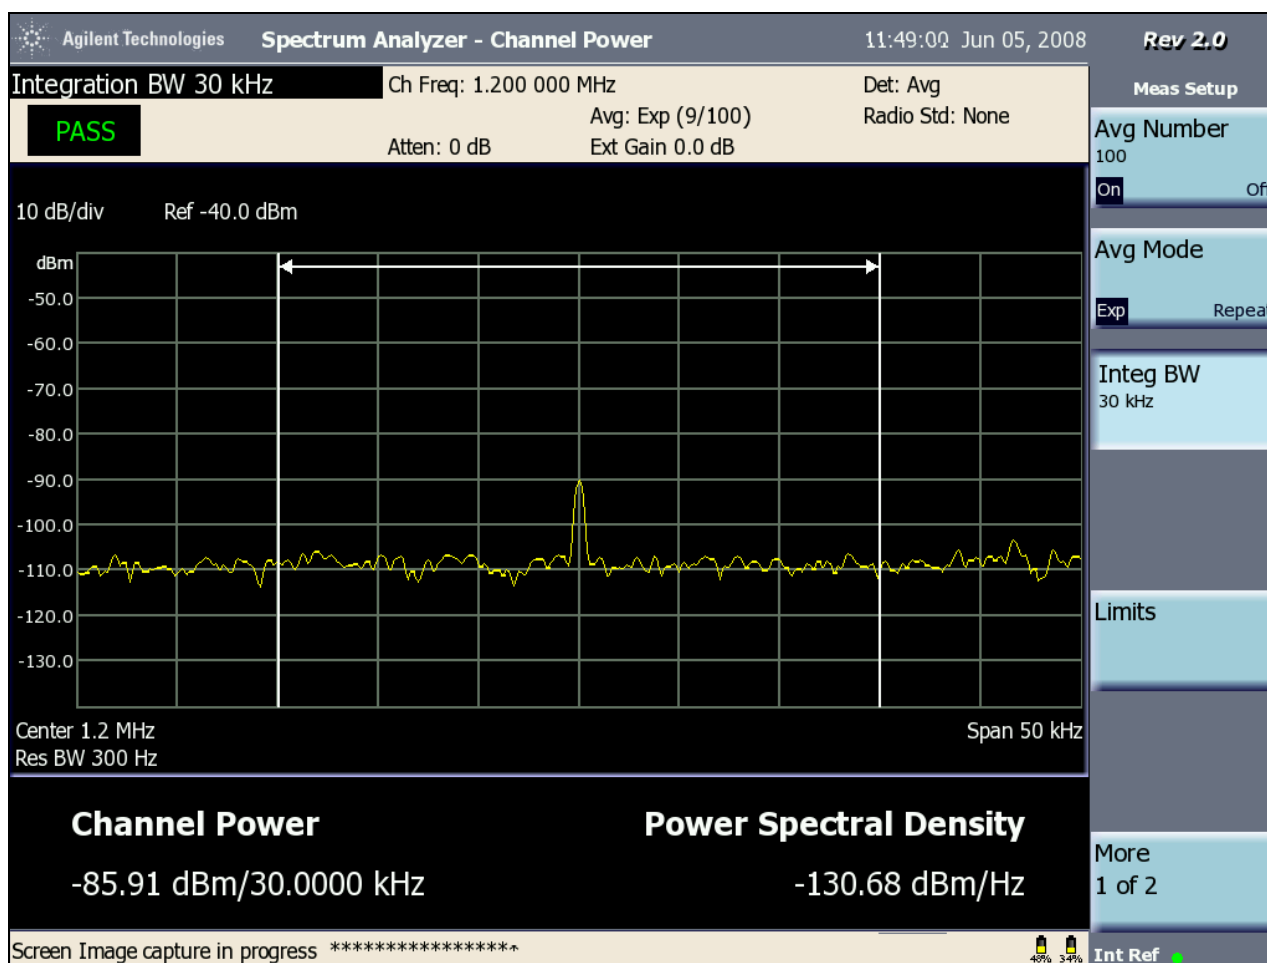 Agilent Technologies Spectrum Analyzer - Channel Power 11:49:00 Jun 05, 2008 Rev 2.0
Integration BW 30 kHz Ch Freq: 1.200 000 MHz Det: Avg
PASS Avg: Exp (9/100) Radio Std: None
Atten: 0 dB Ext Gain 0.0 dB
10 dB/div Ref -40.0 dBm
dBm
-50.0
-60.0
-70.0
-80.0
-90.0
-100.0
-110.0
-120.0
-130.0
Center 1.2 MHz Span 50 kHz
Res BW 300 Hz
Channel Power Power Spectral Density
-85.91 dBm/30.0000 kHz -130.68 dBm/Hz
Screen Image capture in progress ****************
48% 34%
Meas Setup
Avg Number
100
On Off
Avg Mode
Exp Repeat
Integ BW
30 kHz
Limits
More
1 of 2
Int Ref